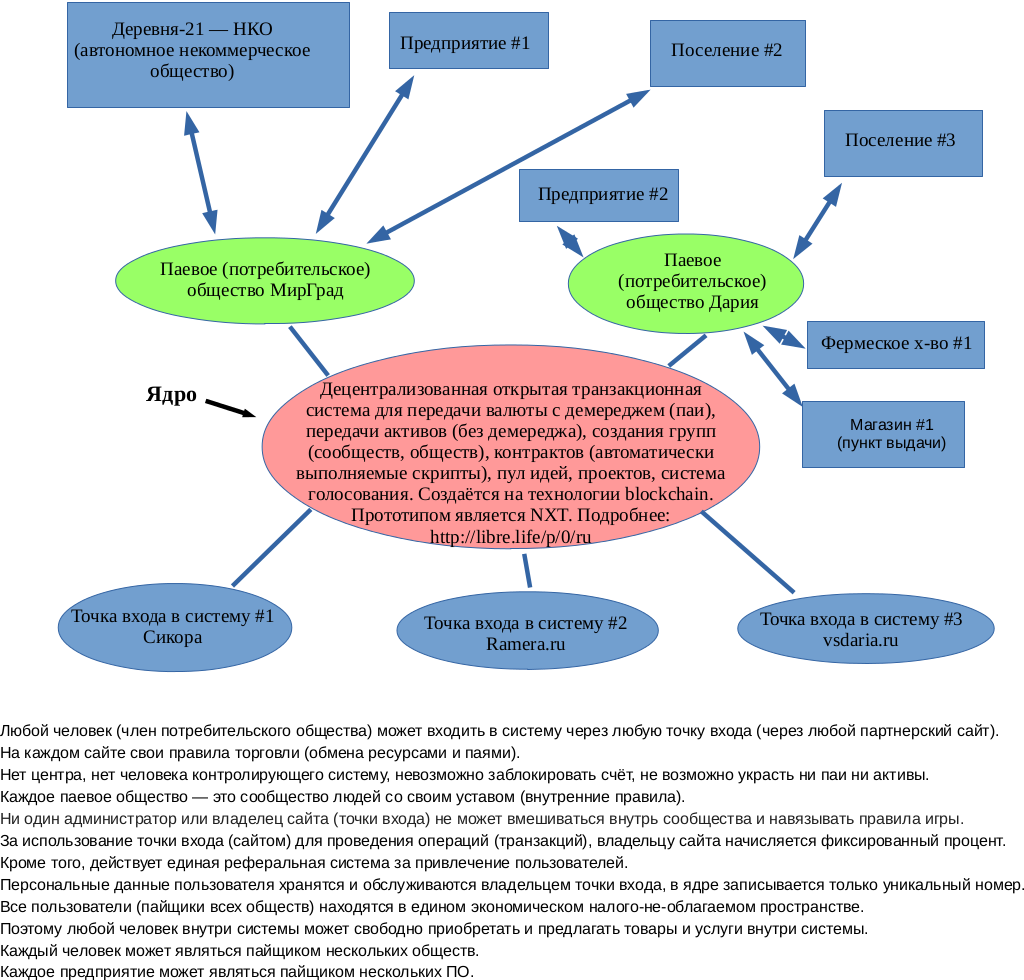 Деревня-21 — НКО
(автономное некоммерческое
общество)
Предприятие #1
Поселение #2
Поселение #3
Предприятие #2
Паевое (потребительское)
общество МирГрад
Паевое
(потребительское)
общество Дария
Фермеское х-во #1
Магазин #1
(пункт выдачи)
Ядро
Децентрализованная открытая транзакционная
система для передачи валюты с демереджем (паи),
передачи активов (без демереджа), создания групп
(сообществ, обществ), контрактов (автоматически
выполняемые скрипты), пул идей, проектов, система
голосования. Создаётся на технологии blockchain.
Прототипом является NXT. Подробнее:
http://libre.life/p/0/ru
Точка входа в систему #1
Сикора
Точка входа в систему #2
Ramera.ru
Точка входа в систему #3
vsdaria.ru
Любой человек (член потребительского общества) может входить в систему через любую точку входа (через любой партнерский сайт).
На каждом сайте свои правила торговли (обмена ресурсами и паями).
Нет центра, нет человека контролирующего систему, невозможно заблокировать счёт, не возможно украсть ни паи ни активы.
Каждое паевое общество — это сообщество людей со своим уставом (внутренние правила).
Ни один администратор или владелец сайта (точки входа) не может вмешиваться внутрь сообщества и навязывать правила игры.
За использование точки входа (сайтом) для проведения операций (транзакций), владельцу сайта начисляется фиксированный процент.
Кроме того, действует единая реферальная система за привлечение пользователей.
Персональные данные пользователя хранятся и обслуживаются владельцем точки входа, в ядре записывается только уникальный номер.
Все пользователи (пайщики всех обществ) находятся в едином экономическом налого-не-облагаемом пространстве.
Поэтому любой человек внутри системы может свободно приобретать и предлагать товары и услуги внутри системы.
Каждый человек может являться пайщиком нескольких обществ.
Каждое предприятие может являться пайщиком нескольких ПО.